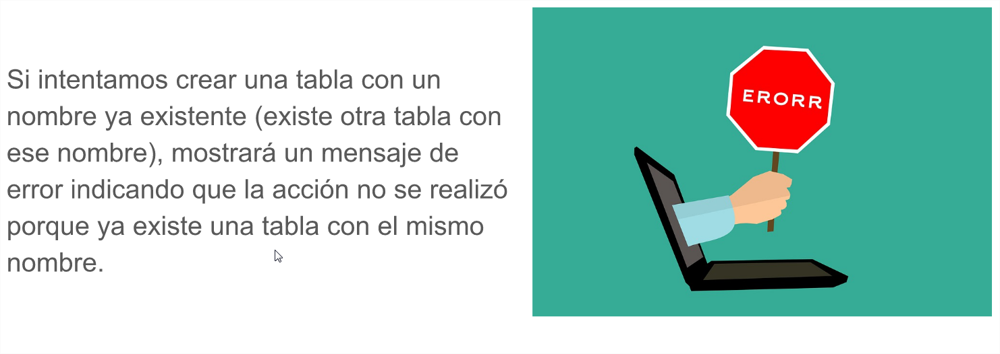 Si intentamos crear una tabla con un
nombre ya existente (existe otra tabla con
ese nombre), mostrará un mensaje de
error indicando que la acción no se realizó
porque ya existe una tabla con el mismo
nombre.
ERORR